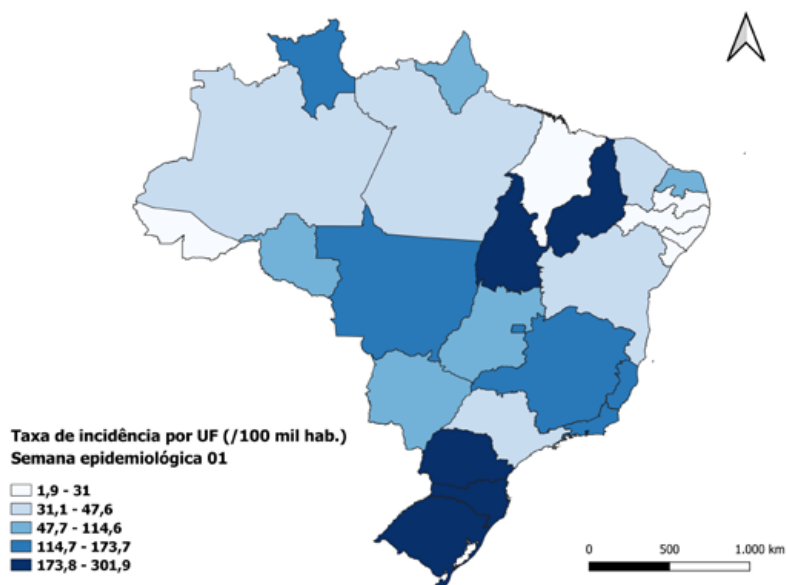 Taxa de incidência por UF (/100 mil hab.)
Semana epidemiológica 01
1,9 - 31
31,1 - 47,6
47,7 - 114,6
114,7 - 173,7
173,8 - 301,9
0 500 1.000 km